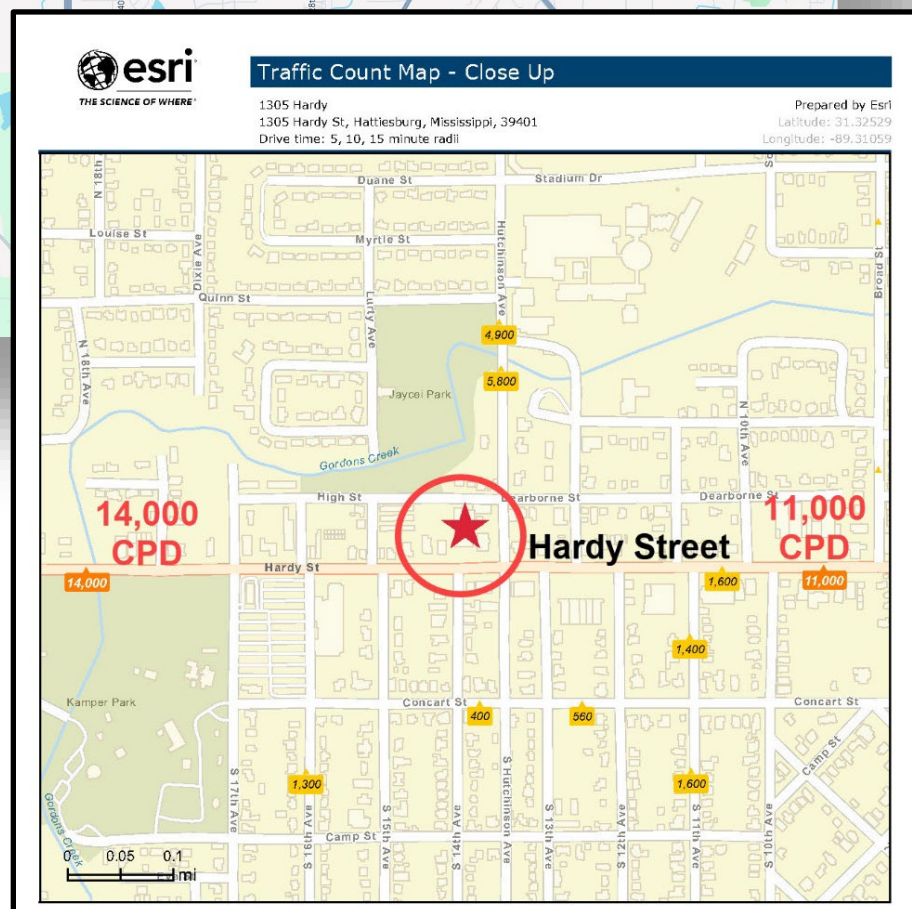 esri
THE SCIENCE OF WHERE®
Traffic Count Map - Close Up
1305 Hardy
1305 Hardy St, Hattiesburg, Mississippi, 39401
Drive time: 5, 10, 15 minute radii
Prepared by Esri
Latitude: 31.32529
Longitude: -89.31059
N 18th Ave
Duane St
Stadium Dr
Louise St
Dixie Ave
Myrtle St
Hutchinson Ave
Broad St
Quinn St
Lurty Ave
N 18th Ave
4,900
5,800
Jaycei Park
N 10th Ave
Gordons Creek
High St
Dearborne St
Dearborne St
14,000
CPD
11,000
CPD
Hardy Street
Hardy St
14,000
1,600
11,000
1,400
Kamper Park
Concart St
Concart St
400
560
Camp St
1,300
1,600
S 17th Ave
S 16th Ave
S 15th Ave
S 14th Ave
S Hutchinson Ave
S 13th Ave
S 12th Ave
S 11th Ave
S 10th Ave
Gordons Creek
Camp St
0 0.05 0.1
mi